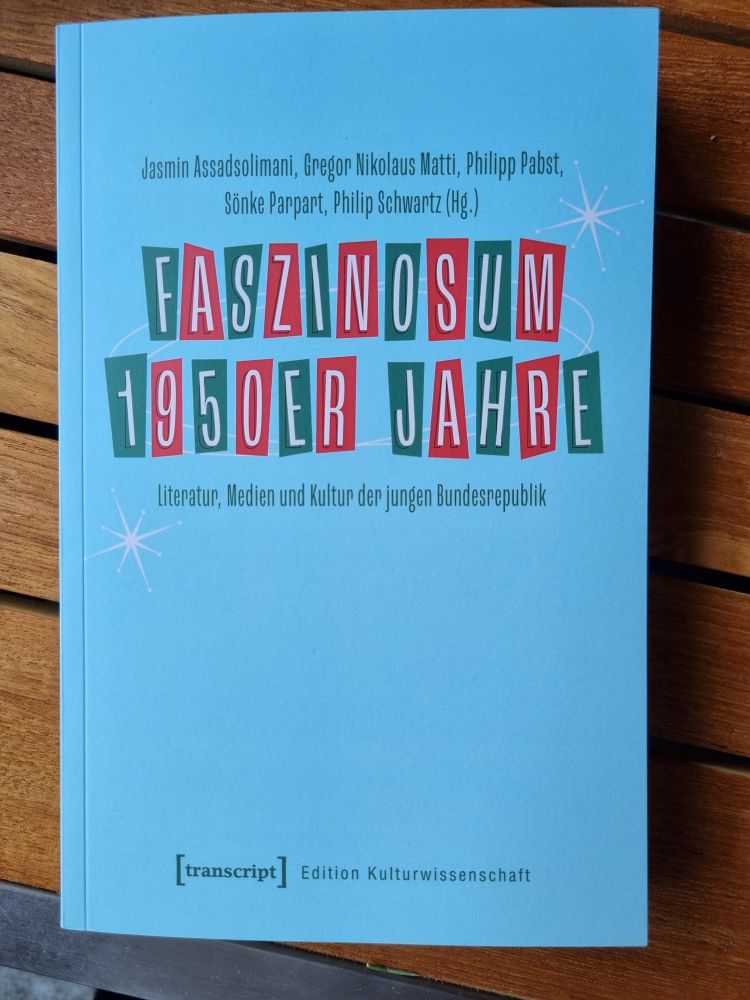 Jasmin Assadsolimani, Gregor Nikolaus Matti, Philipp Pabst,
Sönke Parpart, Philip Schwartz (Hg.)
FASZINOSUM
1950ER JAHRE
Literatur, Medien und Kultur der jungen Bundesrepublik
[transcript] Edition Kulturwissenschaft